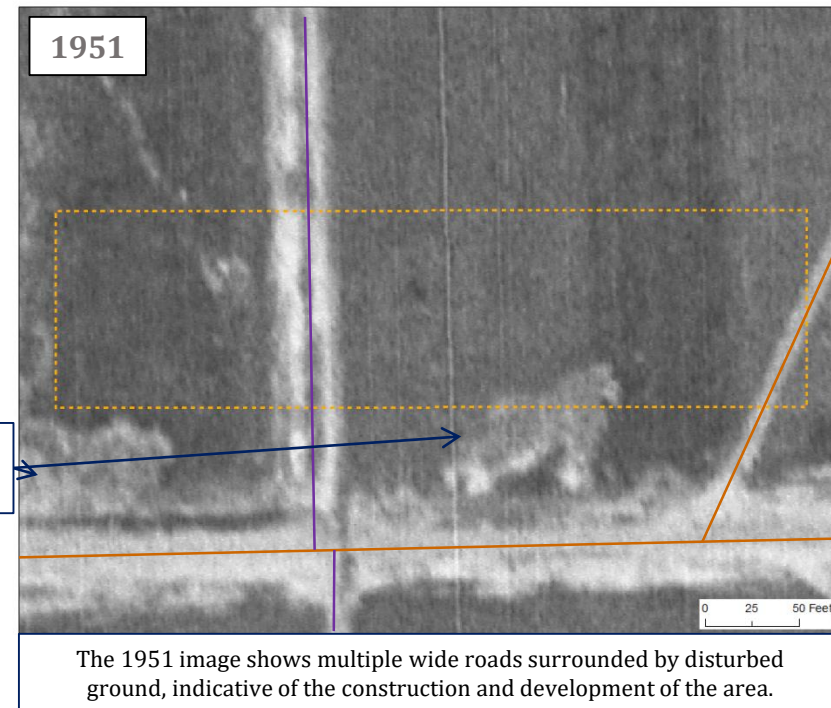 1951
0 25 50 Feet
The 1951 image shows multiple wide roads surrounded by disturbed
ground, indicative of the construction and development of the area.